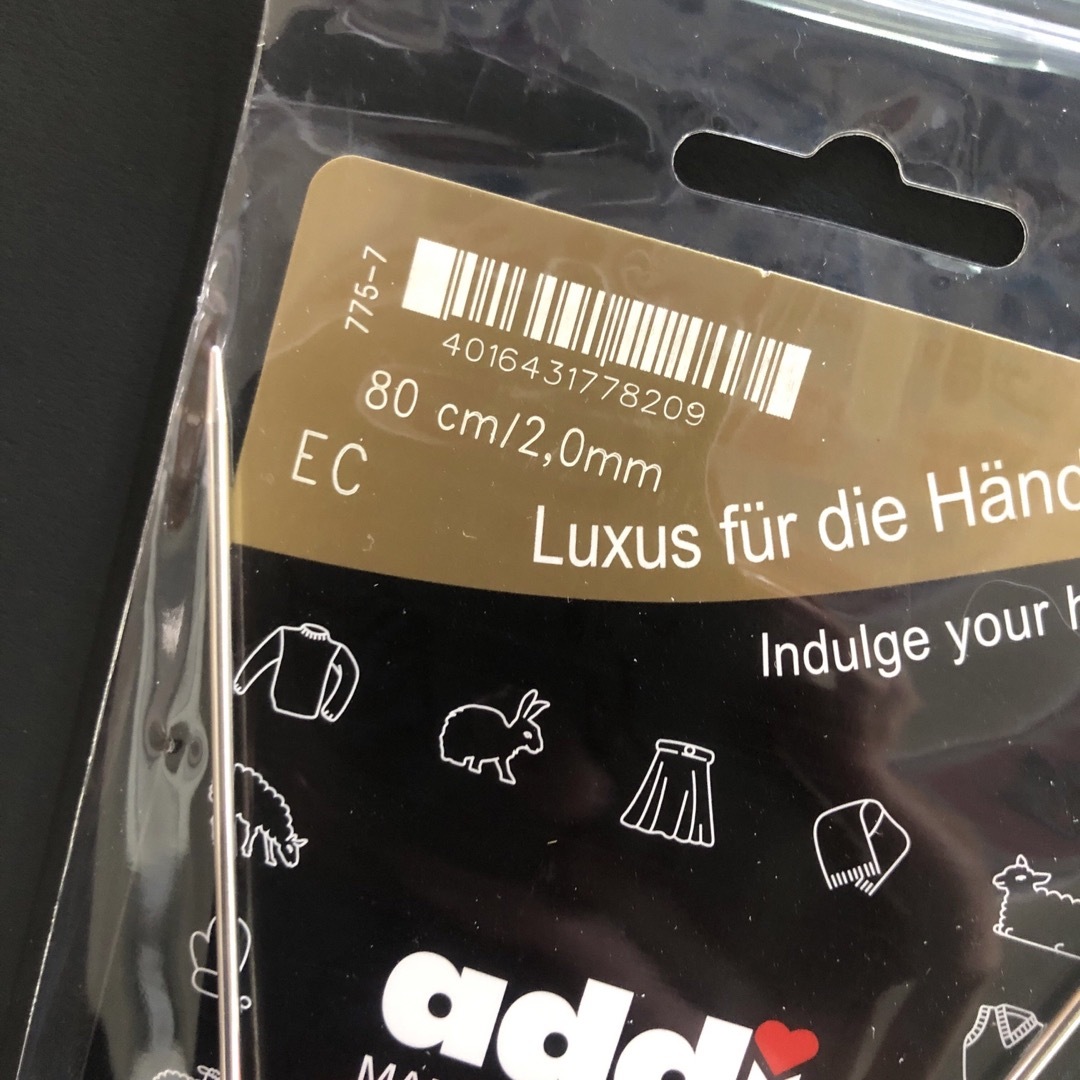 775-7
4016431778209
80 cm/2,0mm
EC
Luxus für die Händ
Indulge your h
addi